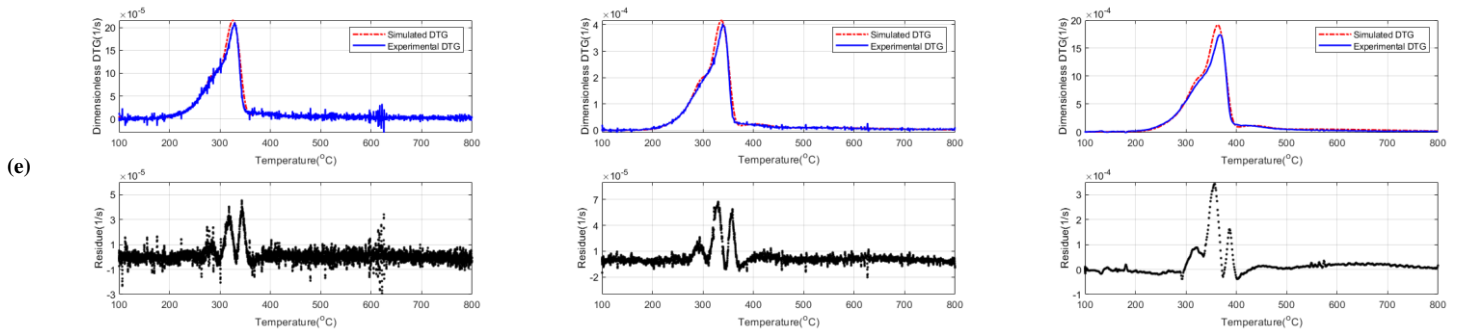 (e)
×10⁻⁵
Dimensionless DTG(1/s)
20
15
10
5
0
Simulated DTG
Experimental DTG
100 200 300 400 500 600 700 800
Temperature(°C)
×10⁻⁴
Dimensionless DTG(1/s)
4
3
2
1
0
Simulated DTG
Experimental DTG
100 200 300 400 500 600 700 800
Temperature(°C)
×10⁻⁴
Dimensionless DTG(1/s)
20
15
10
5
0
Simulated DTG
Experimental DTG
100 200 300 400 500 600 700 800
Temperature(°C)
×10⁻⁵
Residue(1/s)
5
3
1
-1
-3
100 200 300 400 500 600 700 800
Temperature(°C)
×10⁻⁵
Residue(1/s)
7
4
1
-2
100 200 300 400 500 600 700 800
Temperature(°C)
×10⁻⁴
Residue(1/s)
3
2
1
0
-1
100 200 300 400 500 600 700 800
Temperature(°C)